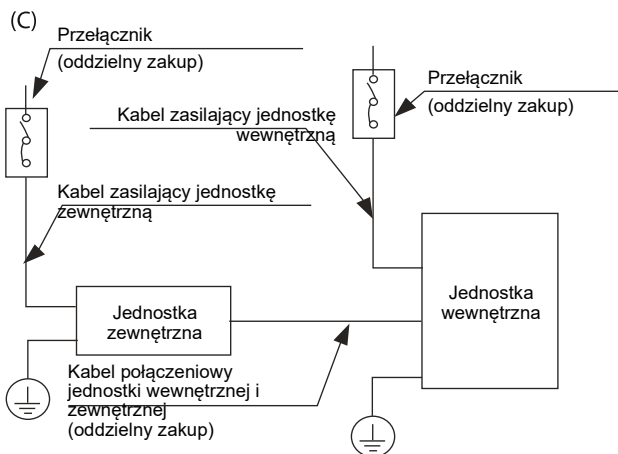 (C)
Przełącznik
(oddzielny zakup)
Przełącznik
(oddzielny zakup)
Kabel zasilający jednostkę
wewnętrzną
Kabel zasilający jednostkę
zewnętrzną
Jednostka
zewnętrzna
Jednostka
wewnętrzna
Kabel połączeniowy
jednostki wewnętrznej i
zewnętrznej
(oddzielny zakup)